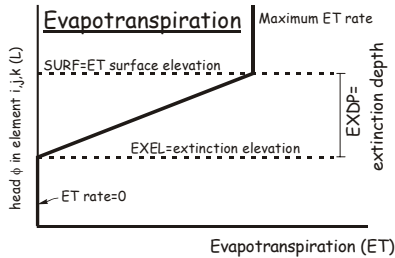 Evapotranspiration
Maximum ET rate
SURF=ET surface elevation
head ϕ in element i,j,k (L)
EXDP=
extinction depth
EXEL=extinction elevation
ET rate=0
Evapotranspiration (ET)